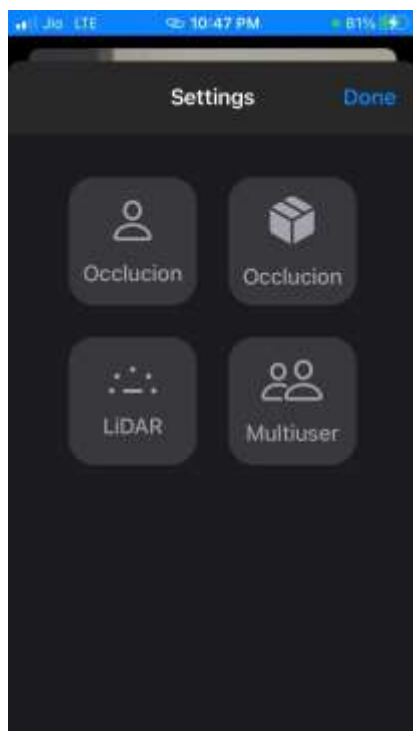 Jio LTE 10:47 PM 81%
Settings Done
Occlucion Occlucion
LiDAR Multiuser